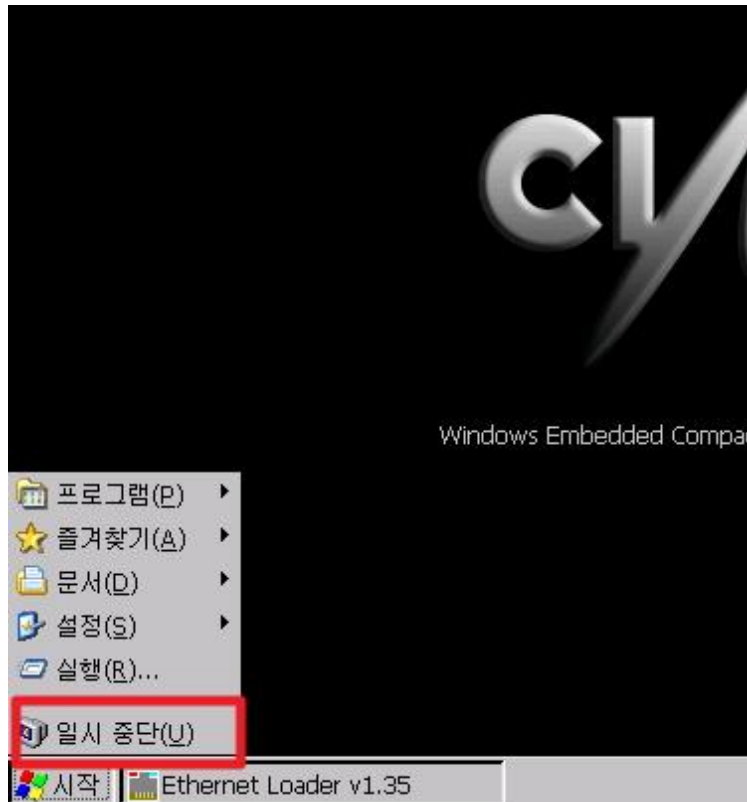 Windows Embedded
프로그램(P)
즐겨찾기(A)
문서(D)
설정(S)
실행(R)...
일시 중단(U)
시작
Ethernet Loader v1.35